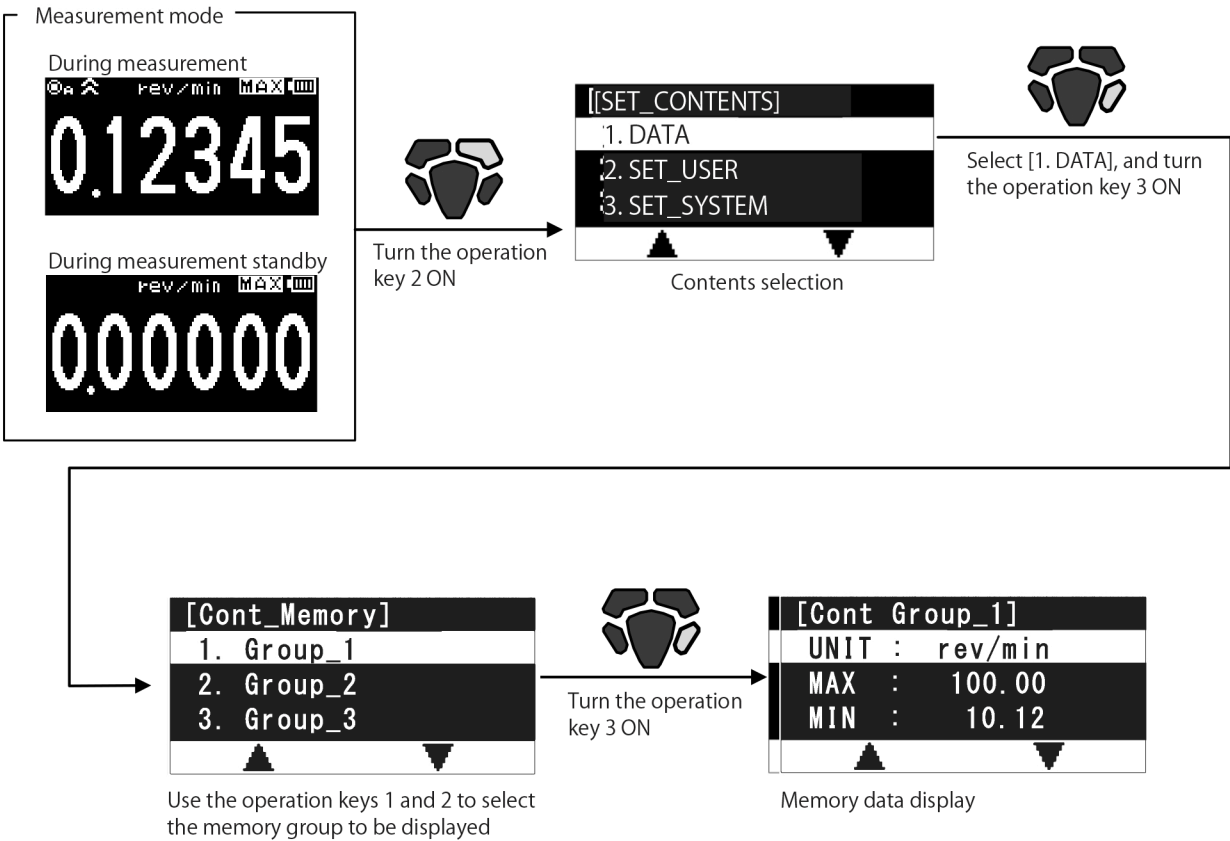 Measurement mode
During measurement
A rev/min MAX
0.12345
During measurement standby
rev/min MAX
0.00000
Turn the operation
key 2 ON
[[SET_CONTENTS]
1. DATA
2. SET_USER
3. SET_SYSTEM
Contents selection
Select [1. DATA], and turn
the operation key 3 ON
[Cont_Memory]
1. Group_1
2. Group_2
3. Group_3
Use the operation keys 1 and 2 to select
the memory group to be displayed
Turn the operation
key 3 ON
[Cont Group_1]
UNIT : rev/min
MAX : 100.00
MIN : 10.12
Memory data display